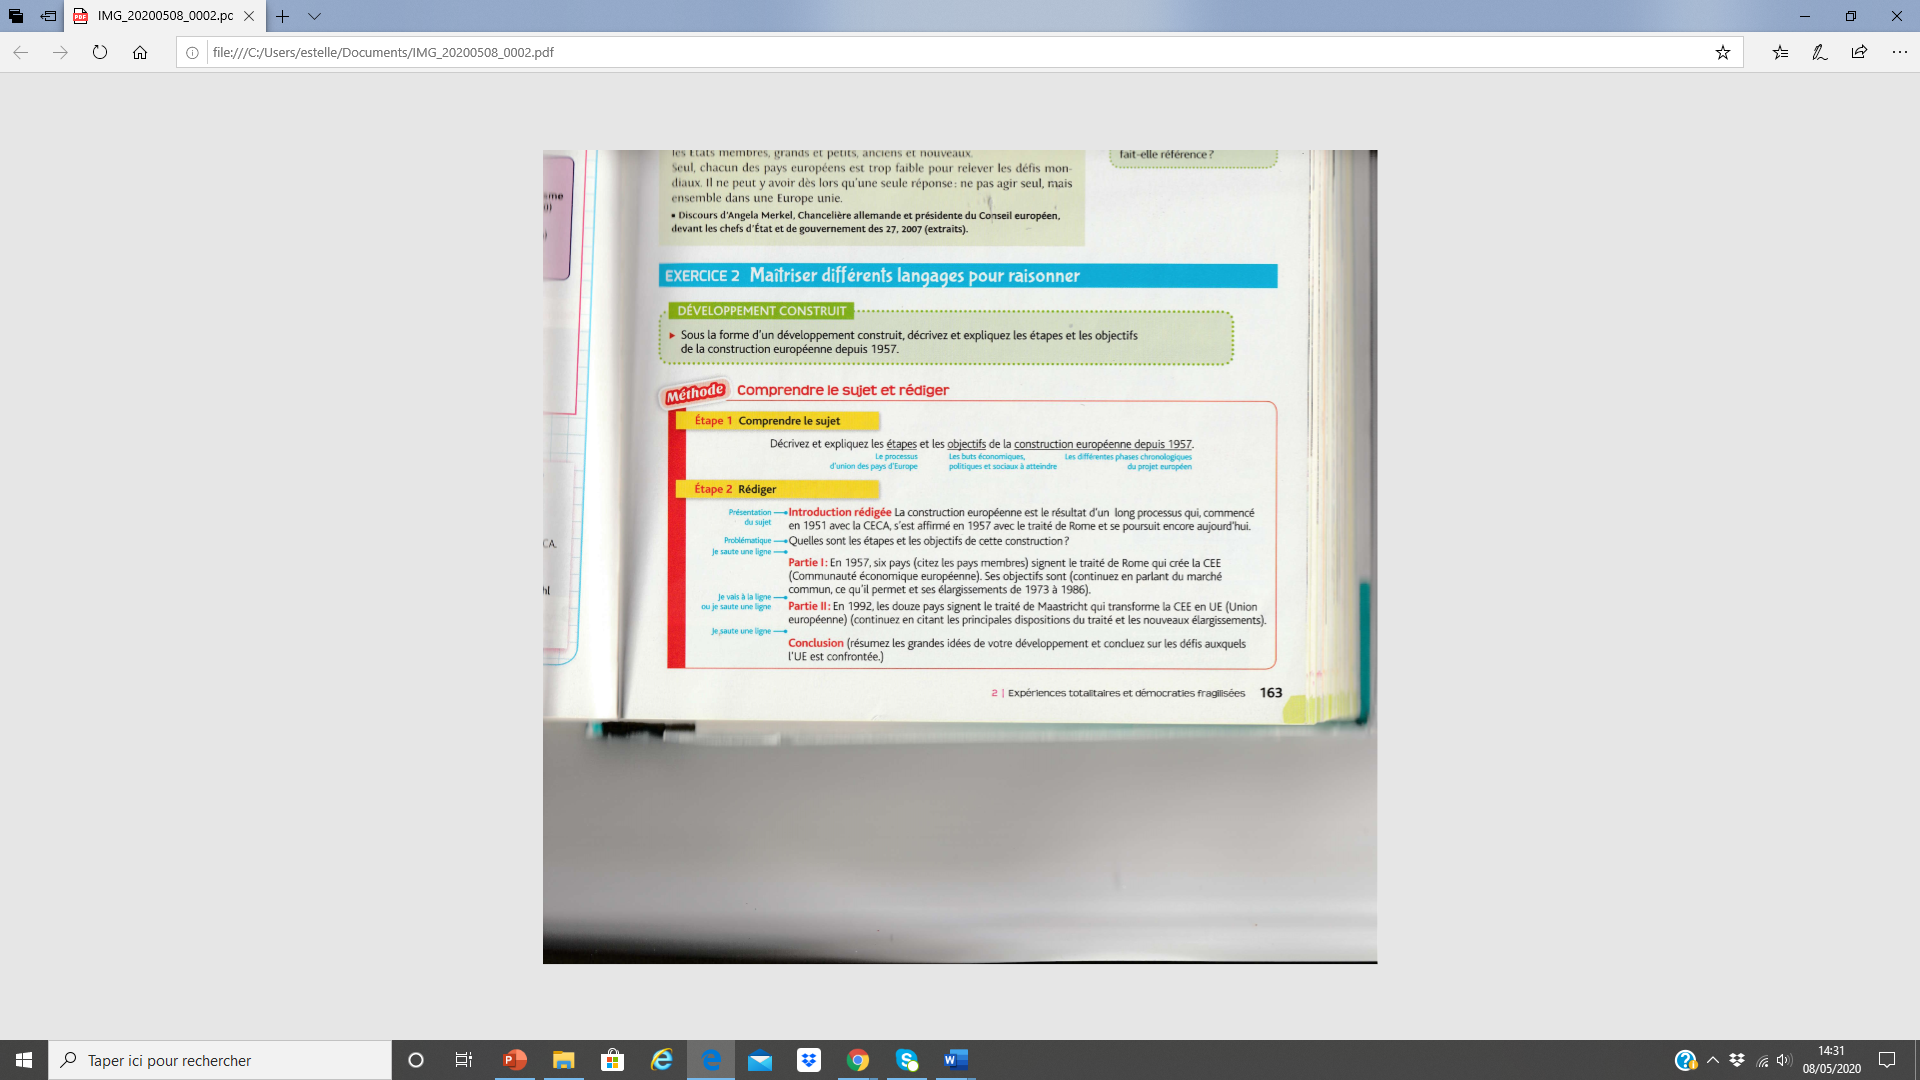 IMG_20200508_0002.pc
file:///C:/Users/estelle/Documents/IMG_20200508_0002.pdf
les États membres, grands et petits, anciens et nouveaux.
Seul, chacun des pays européens est trop faible pour relever les défis mon-
diaux. Il ne peut y avoir dès lors qu'une seule réponse : ne pas agir seul, mais
ensemble dans une Europe unie.
▪ Discours d'Angela Merkel, Chancelière allemande et présidente du Conseil européen,
devant les chefs d'État et de gouvernement des 27, 2007 (extraits).
fait-elle référence ?
EXERCICE 2 Maîtriser différents langages pour raisonner
DÉVELOPPEMENT CONSTRUIT
► Sous la forme d'un développement construit, décrivez et expliquez les étapes et les objectifs
de la construction européenne depuis 1957.
Méthode Comprendre le sujet et rédiger
Étape 1 Comprendre le sujet
Décrivez et expliquez les étapes et les objectifs de la construction européenne depuis 1957.
Le processus
d'union des pays d'Europe
Les buts économiques,
politiques et sociaux à atteindre
Les différentes phases chronologiques
du projet européen
Étape 2 Rédiger
Présentation
du sujet
Introduction rédigée La construction européenne est le résultat d'un long processus qui, commencé
en 1951 avec la CECA, s'est affirmé en 1957 avec le traité de Rome et se poursuit encore aujourd'hui.
Problématique
Quelles sont les étapes et les objectifs de cette construction ?
Je saute une ligne
Partie I : En 1957, six pays (citez les pays membres) signent le traité de Rome qui crée la CEE
(Communauté économique européenne). Ses objectifs sont (continuez en parlant du marché
commun, ce qu'il permet et ses élargissements de 1973 à 1986).
Je vais à la ligne
ou je saute une ligne
Partie II : En 1992, les douze pays signent le traité de Maastricht qui transforme la CEE en UE (Union
européenne) (continuez en citant les principales dispositions du traité et les nouveaux élargissements).
Je saute une ligne
Conclusion (résumez les grandes idées de votre développement et concluez sur les défis auxquels
l'UE est confrontée.)
2 | Expériences totalitaires et démocraties fragilisées 163
CA.
Taper ici pour rechercher
14:31
08/05/2020